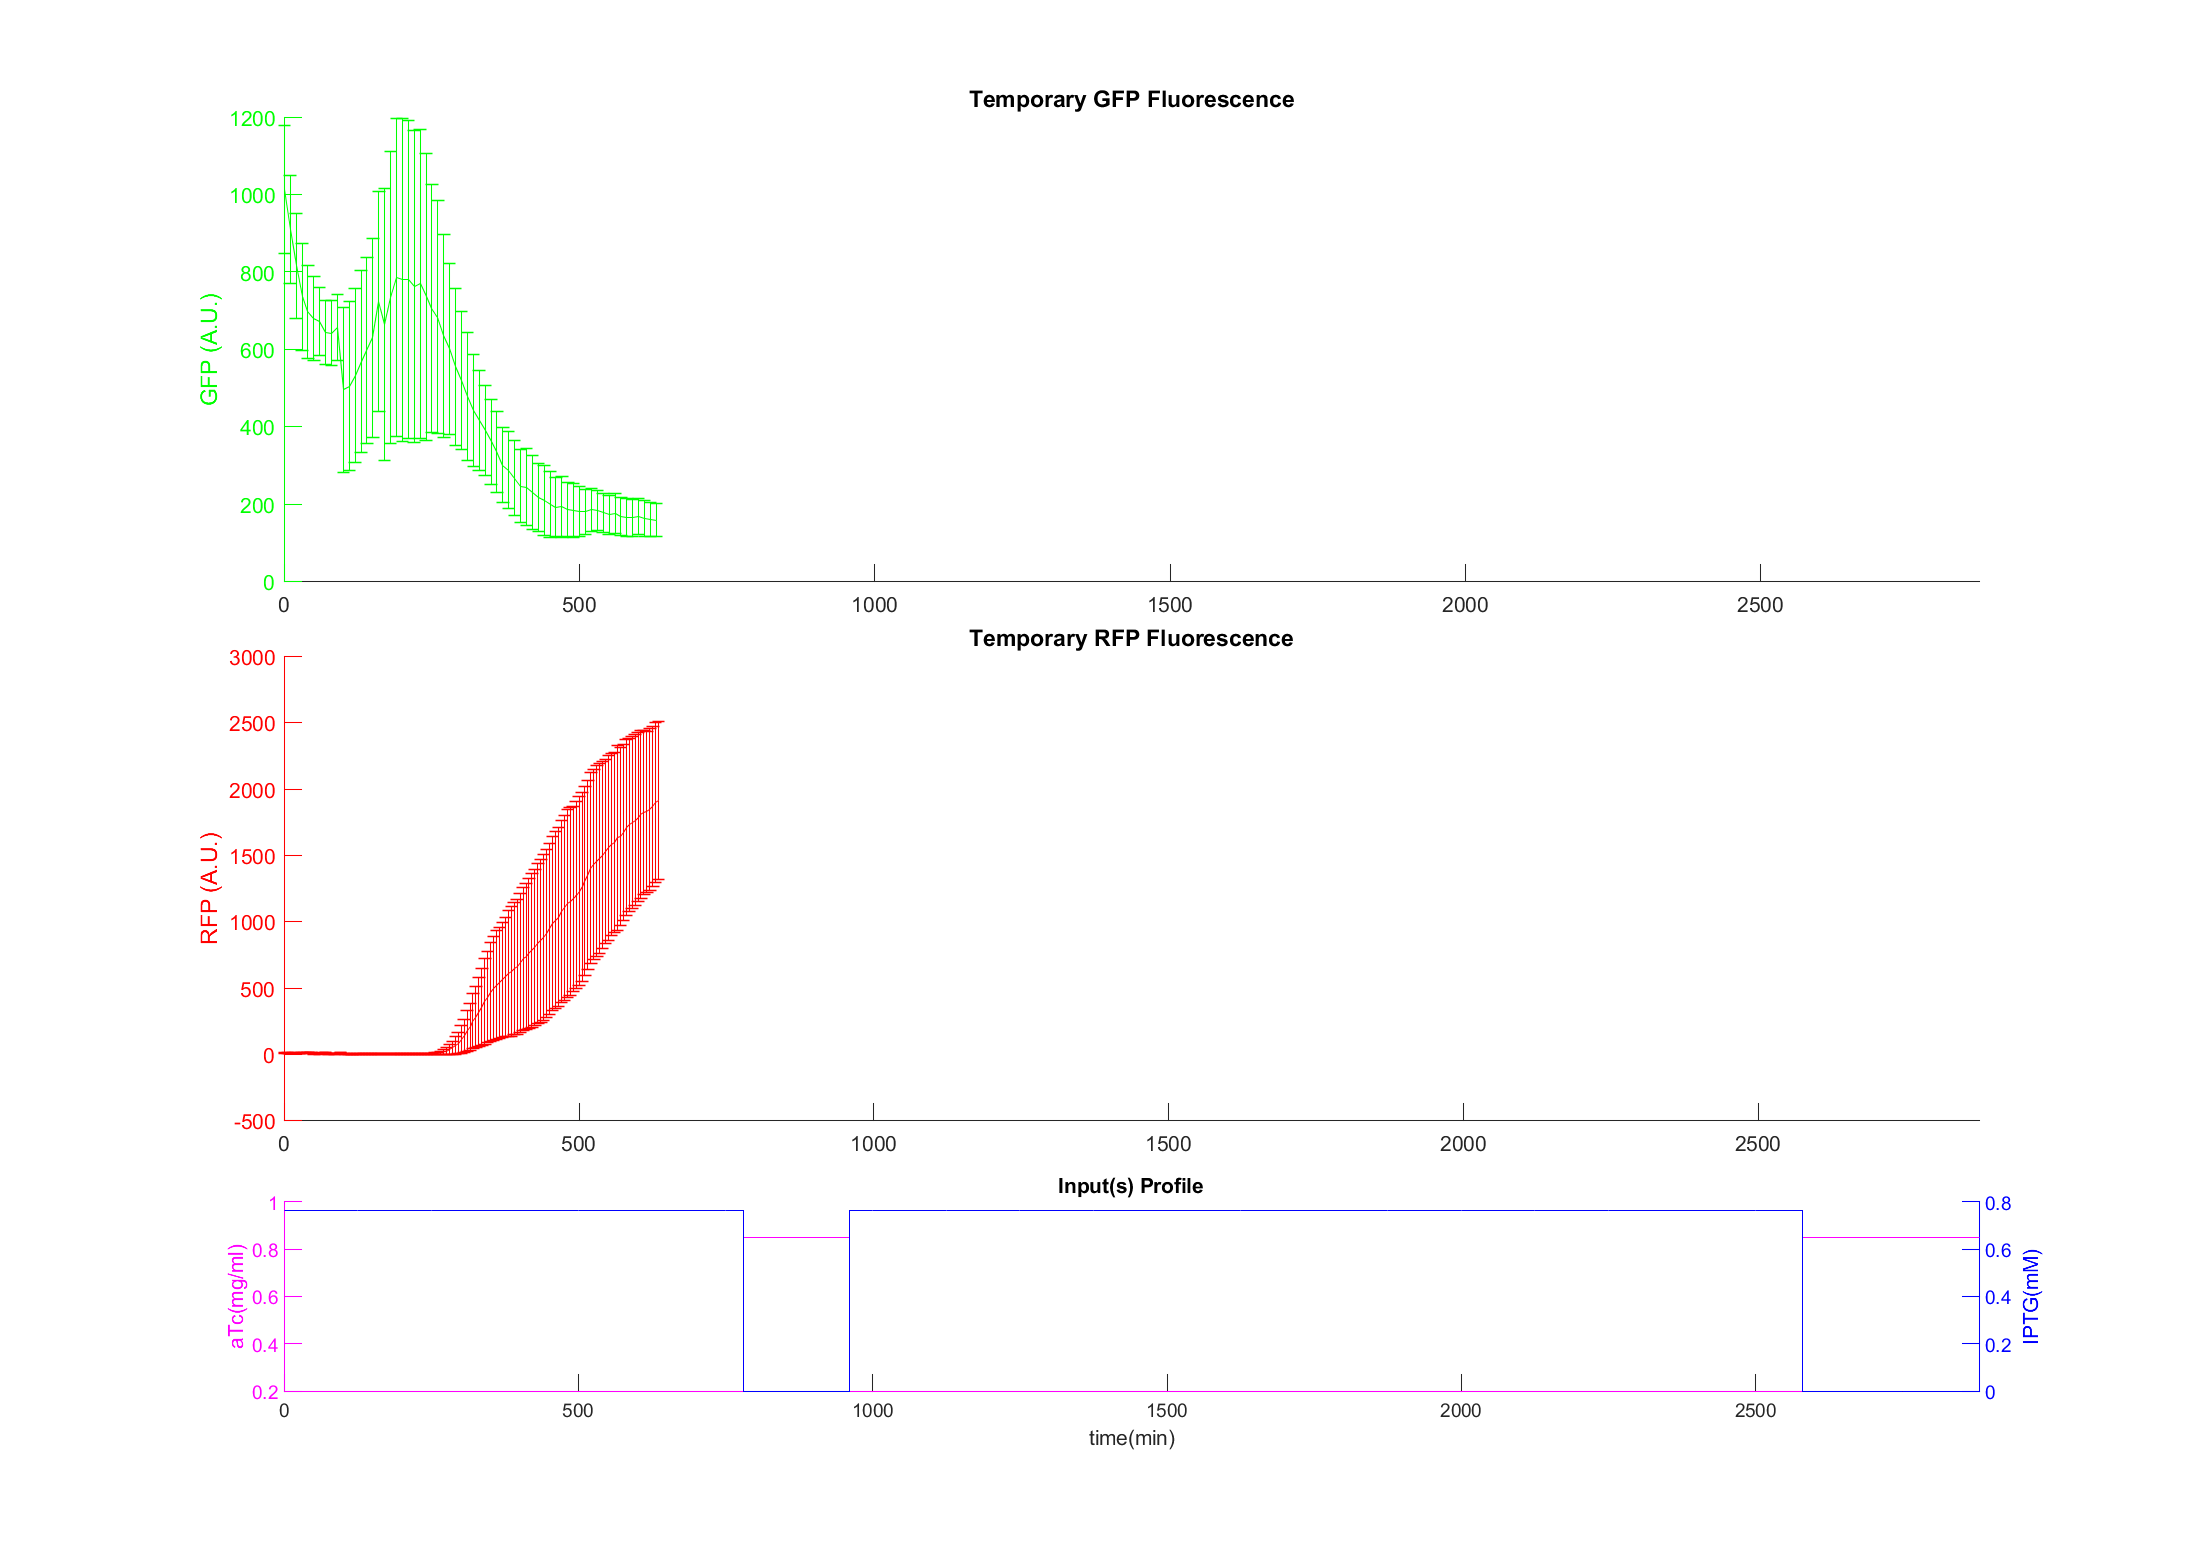 Temporary GFP Fluorescence
1200
1000
800
600
400
200
0
GFP (A.U.)
0 500 1000 1500 2000 2500
Temporary RFP Fluorescence
3000
2500
2000
1500
1000
500
0
-500
RFP (A.U.)
0 500 1000 1500 2000 2500
Input(s) Profile
1 0.8
0.8 0.6
0.6 0.4
0.4 0.2
0.2 0
aTc(mg/ml)
IPTG(mM)
0 500 1000 1500 2000 2500
time(min)